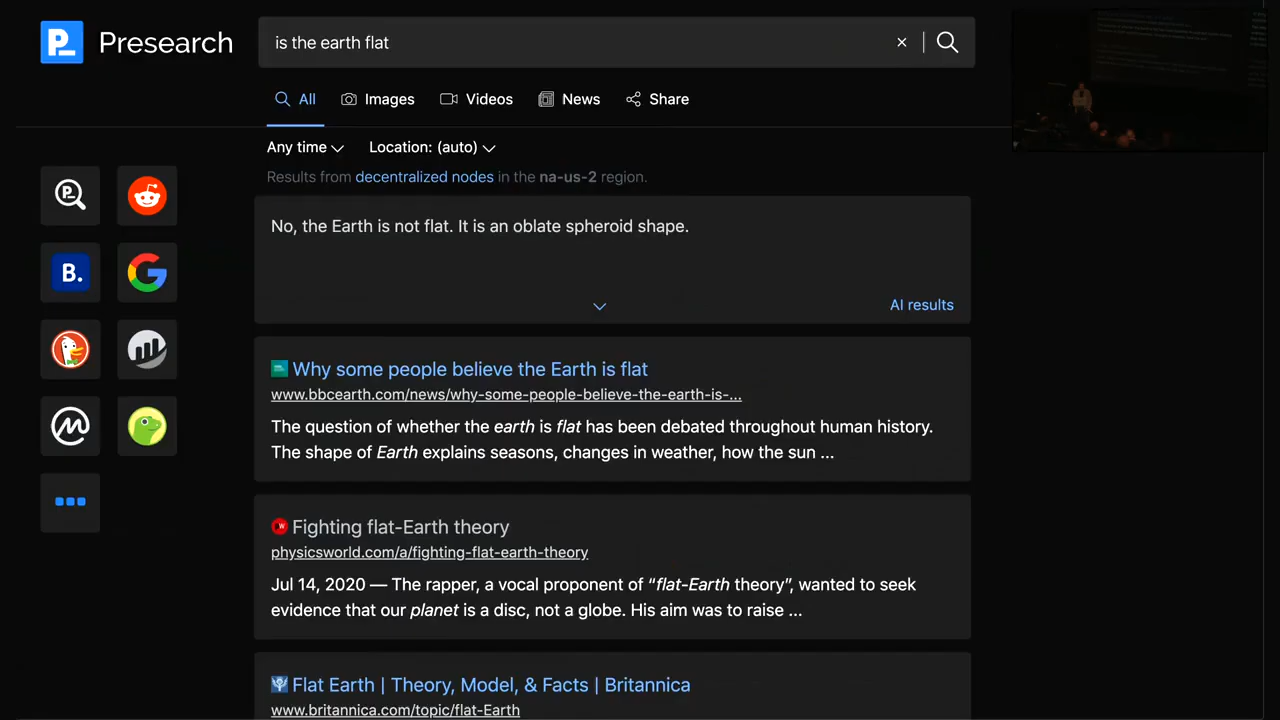 Presearch
is the earth flat
All Images Videos News Share
Any time Location: (auto)
Results from decentralized nodes in the na-us-2 region.
No, the Earth is not flat. It is an oblate spheroid shape.
AI results
Why some people believe the Earth is flat
www.bbcearth.com/news/why-some-people-believe-the-earth-is-...
The question of whether the earth is flat has been debated throughout human history.
The shape of Earth explains seasons, changes in weather, how the sun ...
Fighting flat-Earth theory
physicsworld.com/a/fighting-flat-earth-theory
Jul 14, 2020 — The rapper, a vocal proponent of “flat-Earth theory”, wanted to seek
evidence that our planet is a disc, not a globe. His aim was to raise ...
Flat Earth | Theory, Model, & Facts | Britannica
www.britannica.com/topic/flat-Earth
B.